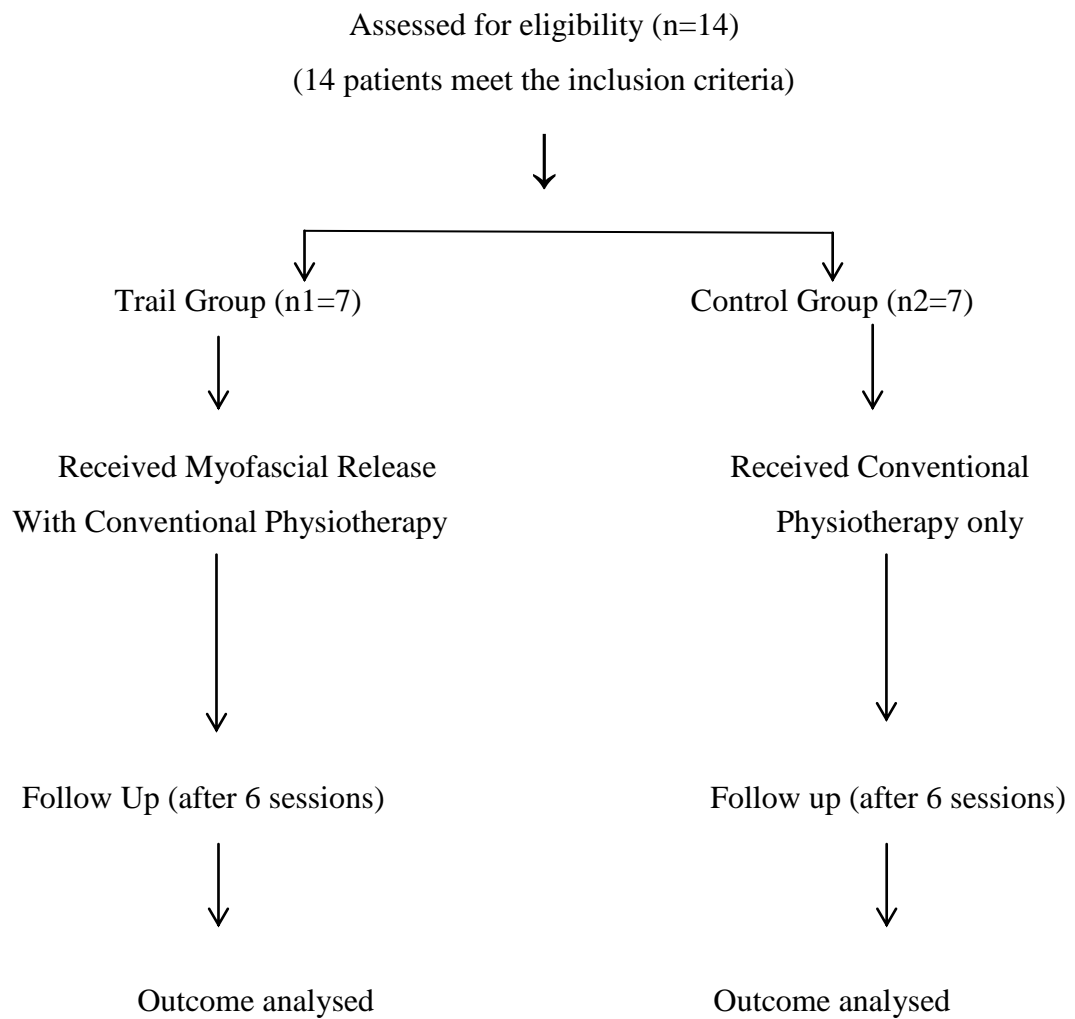 Assessed for eligibility (n=14)
(14 patients meet the inclusion criteria)
Trail Group (n1=7)
Control Group (n2=7)
Received Myofascial Release
With Conventional Physiotherapy
Received Conventional
Physiotherapy only
Follow Up (after 6 sessions)
Follow up (after 6 sessions)
Outcome analysed
Outcome analysed